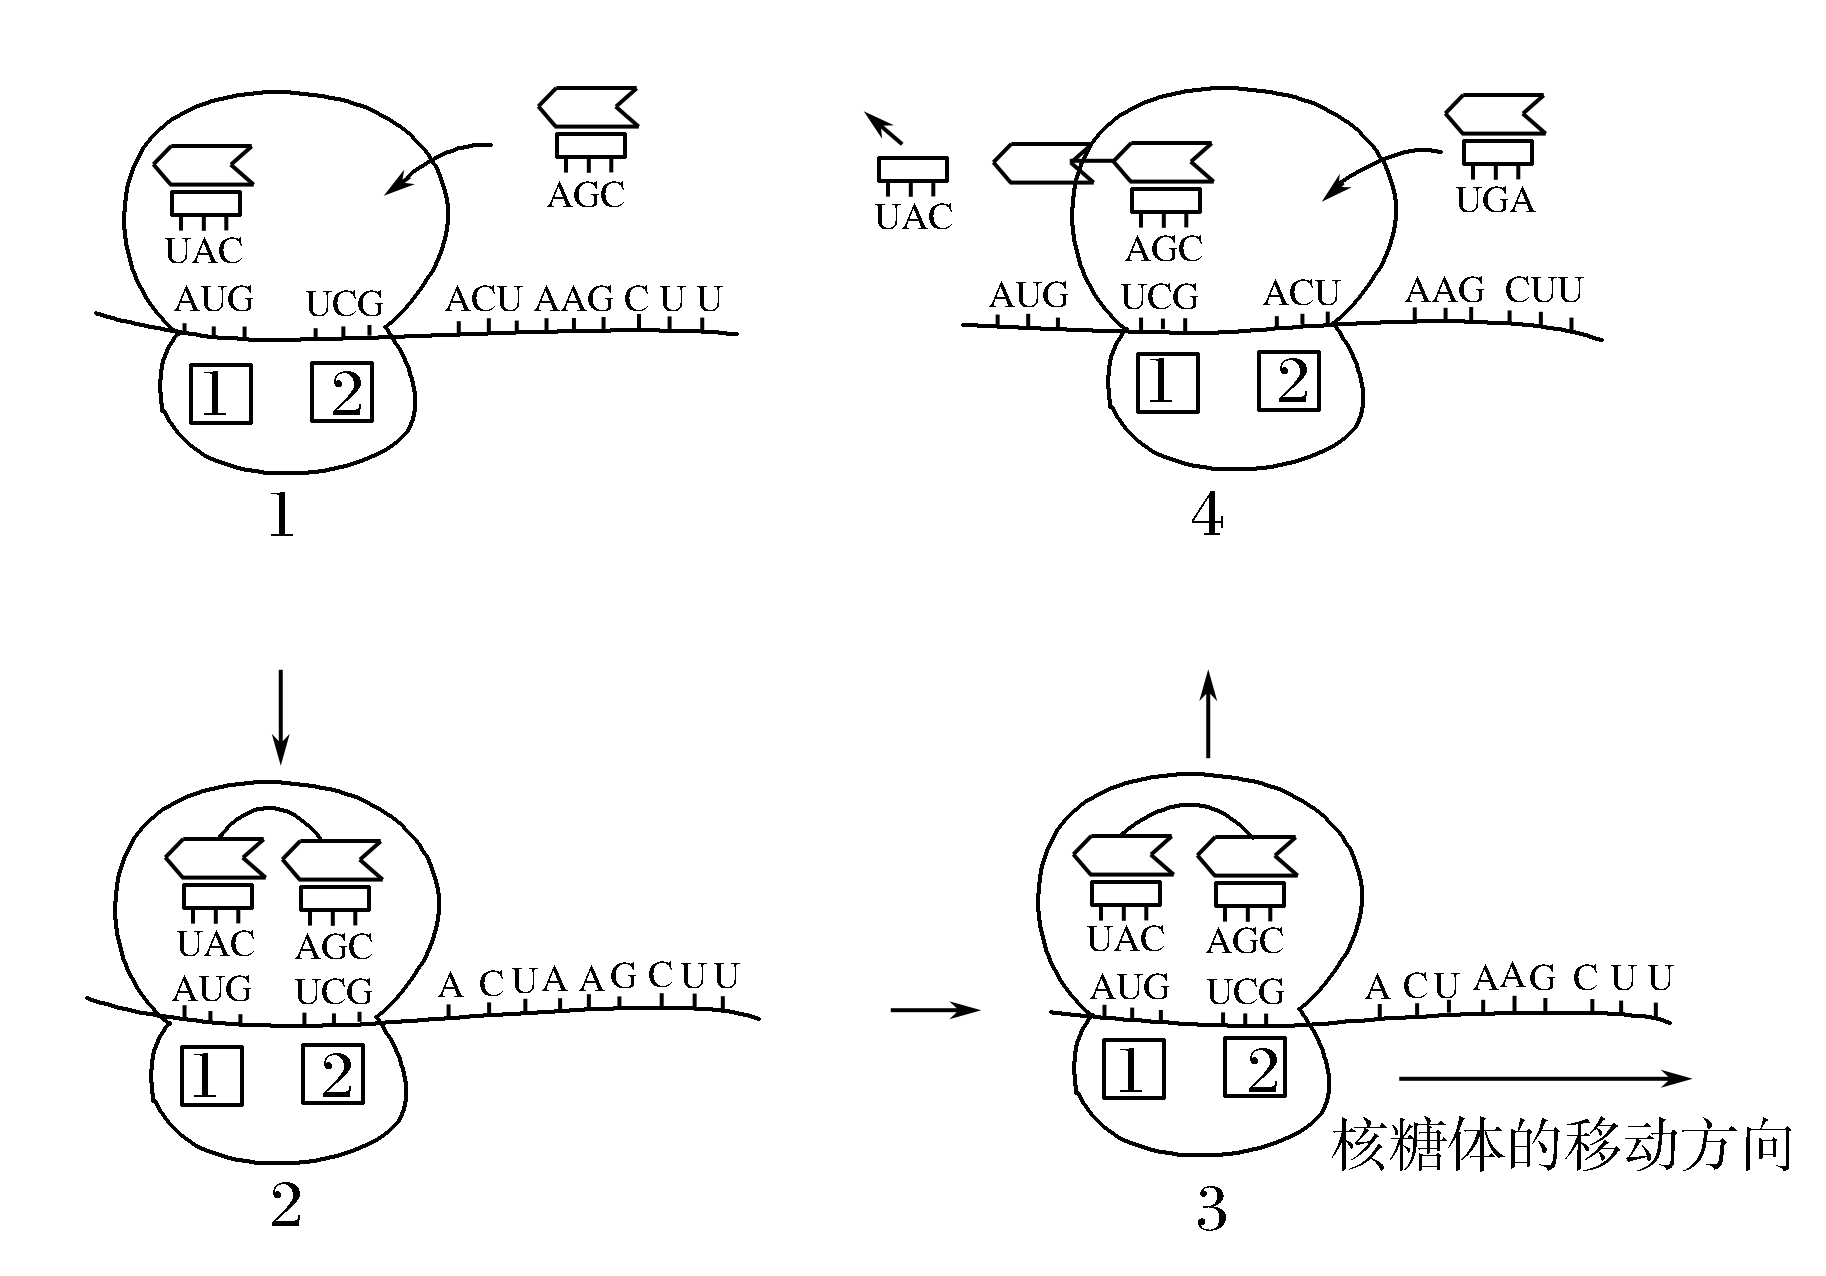 AGC
UAC
AUG UCG ACU AAG C U U
1 2
1
UGA
UAC
AGC
AUG UCG ACU AAG CUU
1 2
4
UAC AGC
AUG UCG A C U A A G C U U
1 2
2
UAC AGC
AUG UCG A C U A A G C U U
1 2
核糖体的移动方向
3